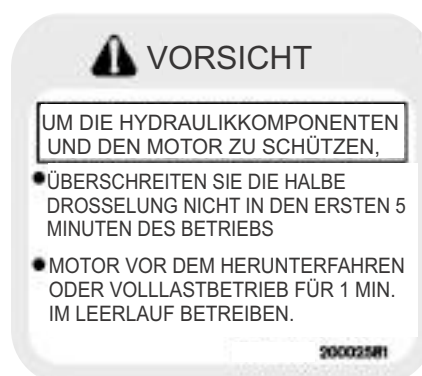 VORSICHT
UM DIE HYDRAULIKKOMPONENTEN
UND DEN MOTOR ZU SCHÜTZEN,
●ÜBERSCHREITEN SIE DIE HALBE
DROSSELUNG NICHT IN DEN ERSTEN 5
MINUTEN DES BETRIEBS
●MOTOR VOR DEM HERUNTERFAHREN
ODER VOLLLASTBETRIEB FÜR 1 MIN.
IM LEERLAUF BETREIBEN.
20002581